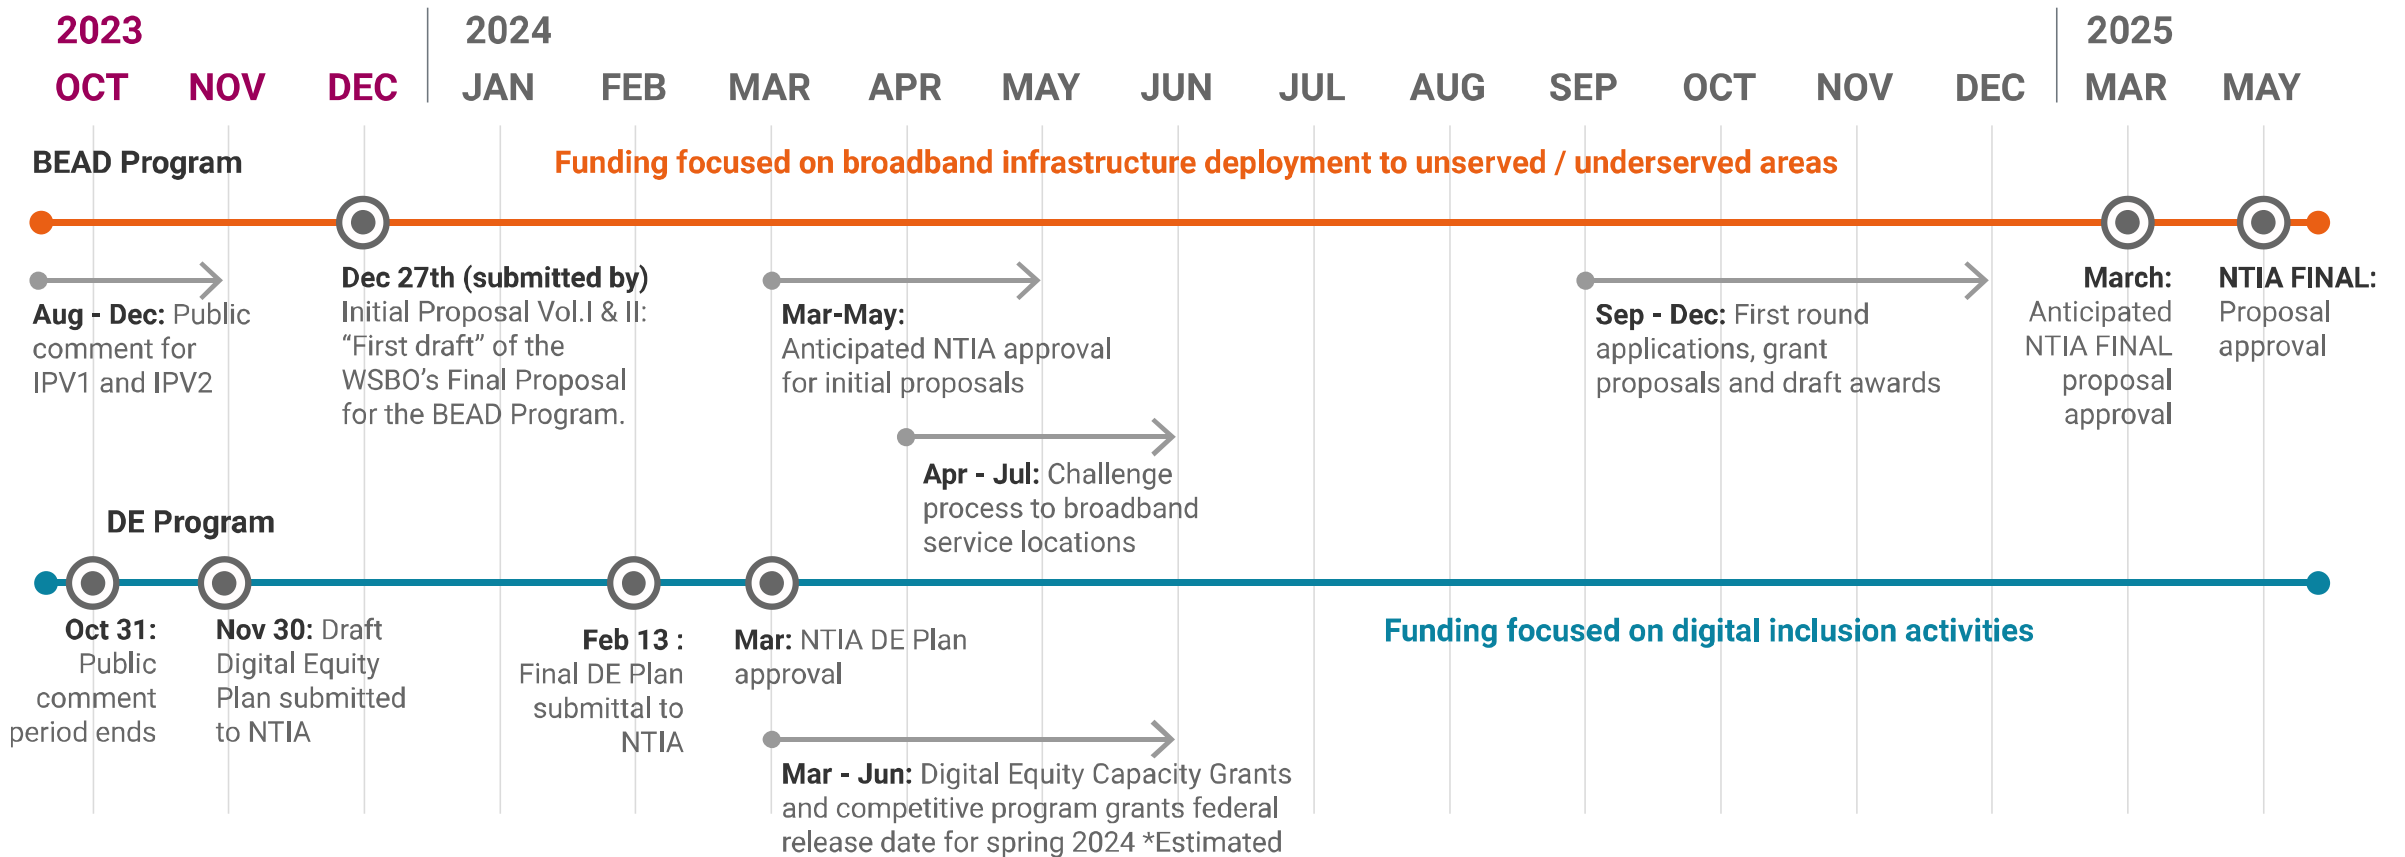 2023
2024
2025
OCT NOV DEC JAN FEB MAR APR MAY JUN JUL AUG SEP OCT NOV DEC MAR MAY
BEAD Program
Funding focused on broadband infrastructure deployment to unserved / underserved areas
Aug - Dec: Public
comment for
IPV1 and IPV2
Dec 27th (submitted by)
Initial Proposal Vol.I & II:
“First draft” of the
WSBO’s Final Proposal
for the BEAD Program.
Mar-May:
Anticipated NTIA approval
for initial proposals
Apr - Jul: Challenge
process to broadband
service locations
Sep - Dec: First round
applications, grant
proposals and draft awards
March:
Anticipated
NTIA FINAL
proposal
approval
NTIA FINAL:
Proposal
approval
DE Program
Oct 31:
Public
comment
period ends
Nov 30: Draft
Digital Equity
Plan submitted
to NTIA
Feb 13 :
Final DE Plan
submittal to
NTIA
Mar: NTIA DE Plan
approval
Mar - Jun: Digital Equity Capacity Grants
and competitive program grants federal
release date for spring 2024 *Estimated
Funding focused on digital inclusion activities